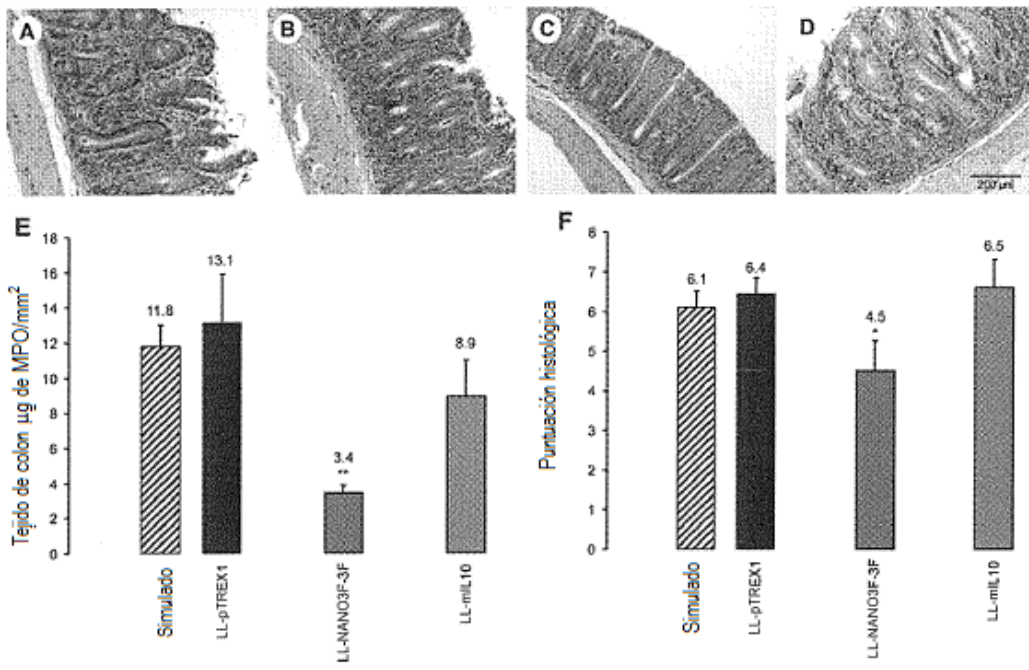 A
B
C
D
200 µm
E
Tejido de colon µg de MPO/mm²
18
16
14
12
10
8
6
4
2
0
11.8
13.1
3.4
**
8.9
Simulado
LL-pTREX1
LL-NANO3F-3F
LL-mIL10
F
Puntuación histológica
8
7
6
5
4
3
2
1
0
6.1
6.4
4.5
*
6.5
Simulado
LL-pTREX1
LL-NANO3F-3F
LL-mIL10